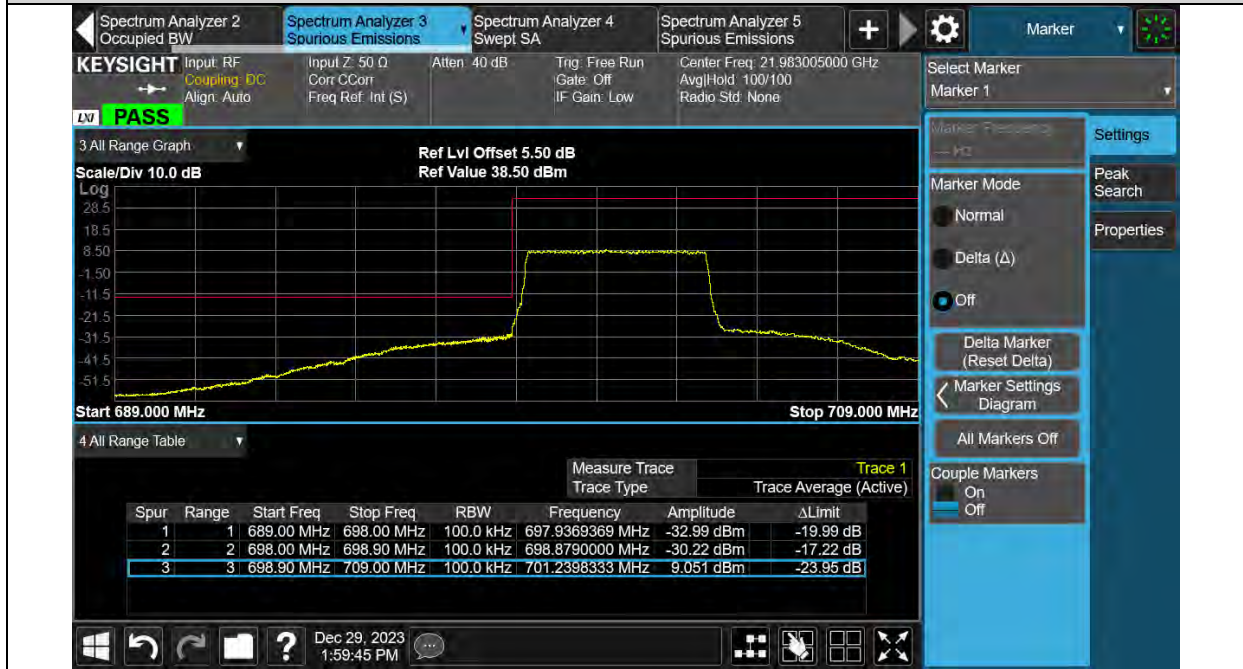 Spectrum Analyzer 2
Occupied BW
Spectrum Analyzer 3
Spurious Emissions
Spectrum Analyzer 4
Swept SA
Spectrum Analyzer 5
Spurious Emissions
+
Marker
KEYSIGHT
Input: RF
Coupling: DC
Align: Auto
Input Z: 50 Ω
Corr CCorr
Freq Ref: Int (S)
Atten: 40 dB
Trig: Free Run
Gate: Off
IF Gain: Low
Center Freq: 21.983005000 GHz
Avg|Hold: 100/100
Radio Std: None
Select Marker
Marker 1
LXI
PASS
3 All Range Graph
Scale/Div 10.0 dB
Ref Lvl Offset 5.50 dB
Ref Value 38.50 dBm
Log
28.5
18.5
8.50
-1.50
-11.5
-21.5
-31.5
-41.5
-51.5
Start 689.000 MHz
Stop 709.000 MHz
4 All Range Table
Measure Trace Trace 1
Trace Type Trace Average (Active)
Spur Range Start Freq Stop Freq RBW Frequency Amplitude ΔLimit
1 1 689.00 MHz 698.00 MHz 100.0 kHz 697.9369369 MHz -32.99 dBm -19.99 dB
2 2 698.00 MHz 698.90 MHz 100.0 kHz 698.8790000 MHz -30.22 dBm -17.22 dB
3 3 698.90 MHz 709.00 MHz 100.0 kHz 701.2398333 MHz 9.051 dBm -23.95 dB
Marker Frequency
--- Hz
Marker Mode
Normal
Delta (Δ)
Off
Delta Marker
(Reset Delta)
Marker Settings
Diagram
All Markers Off
Couple Markers
On
Off
Settings
Peak
Search
Properties
?
Dec 29, 2023
1:59:45 PM